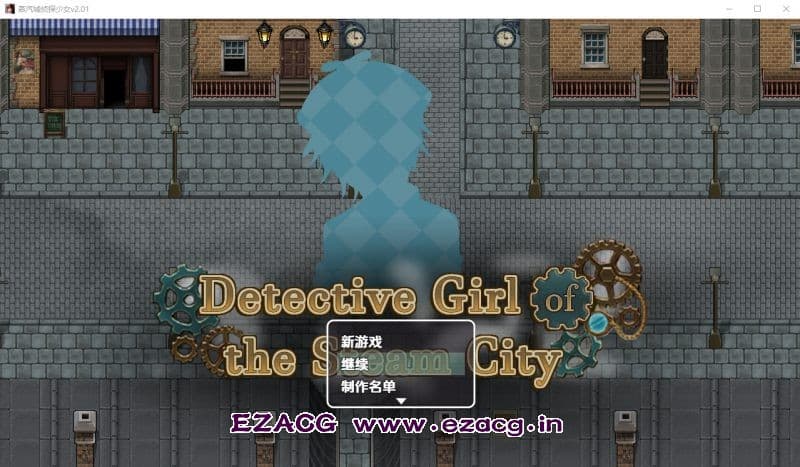 蒸汽城侦探少女v2.01
Detective Girl of
the Steam City
新游戏
继续
制作名单
EZACG www.ezacg.in